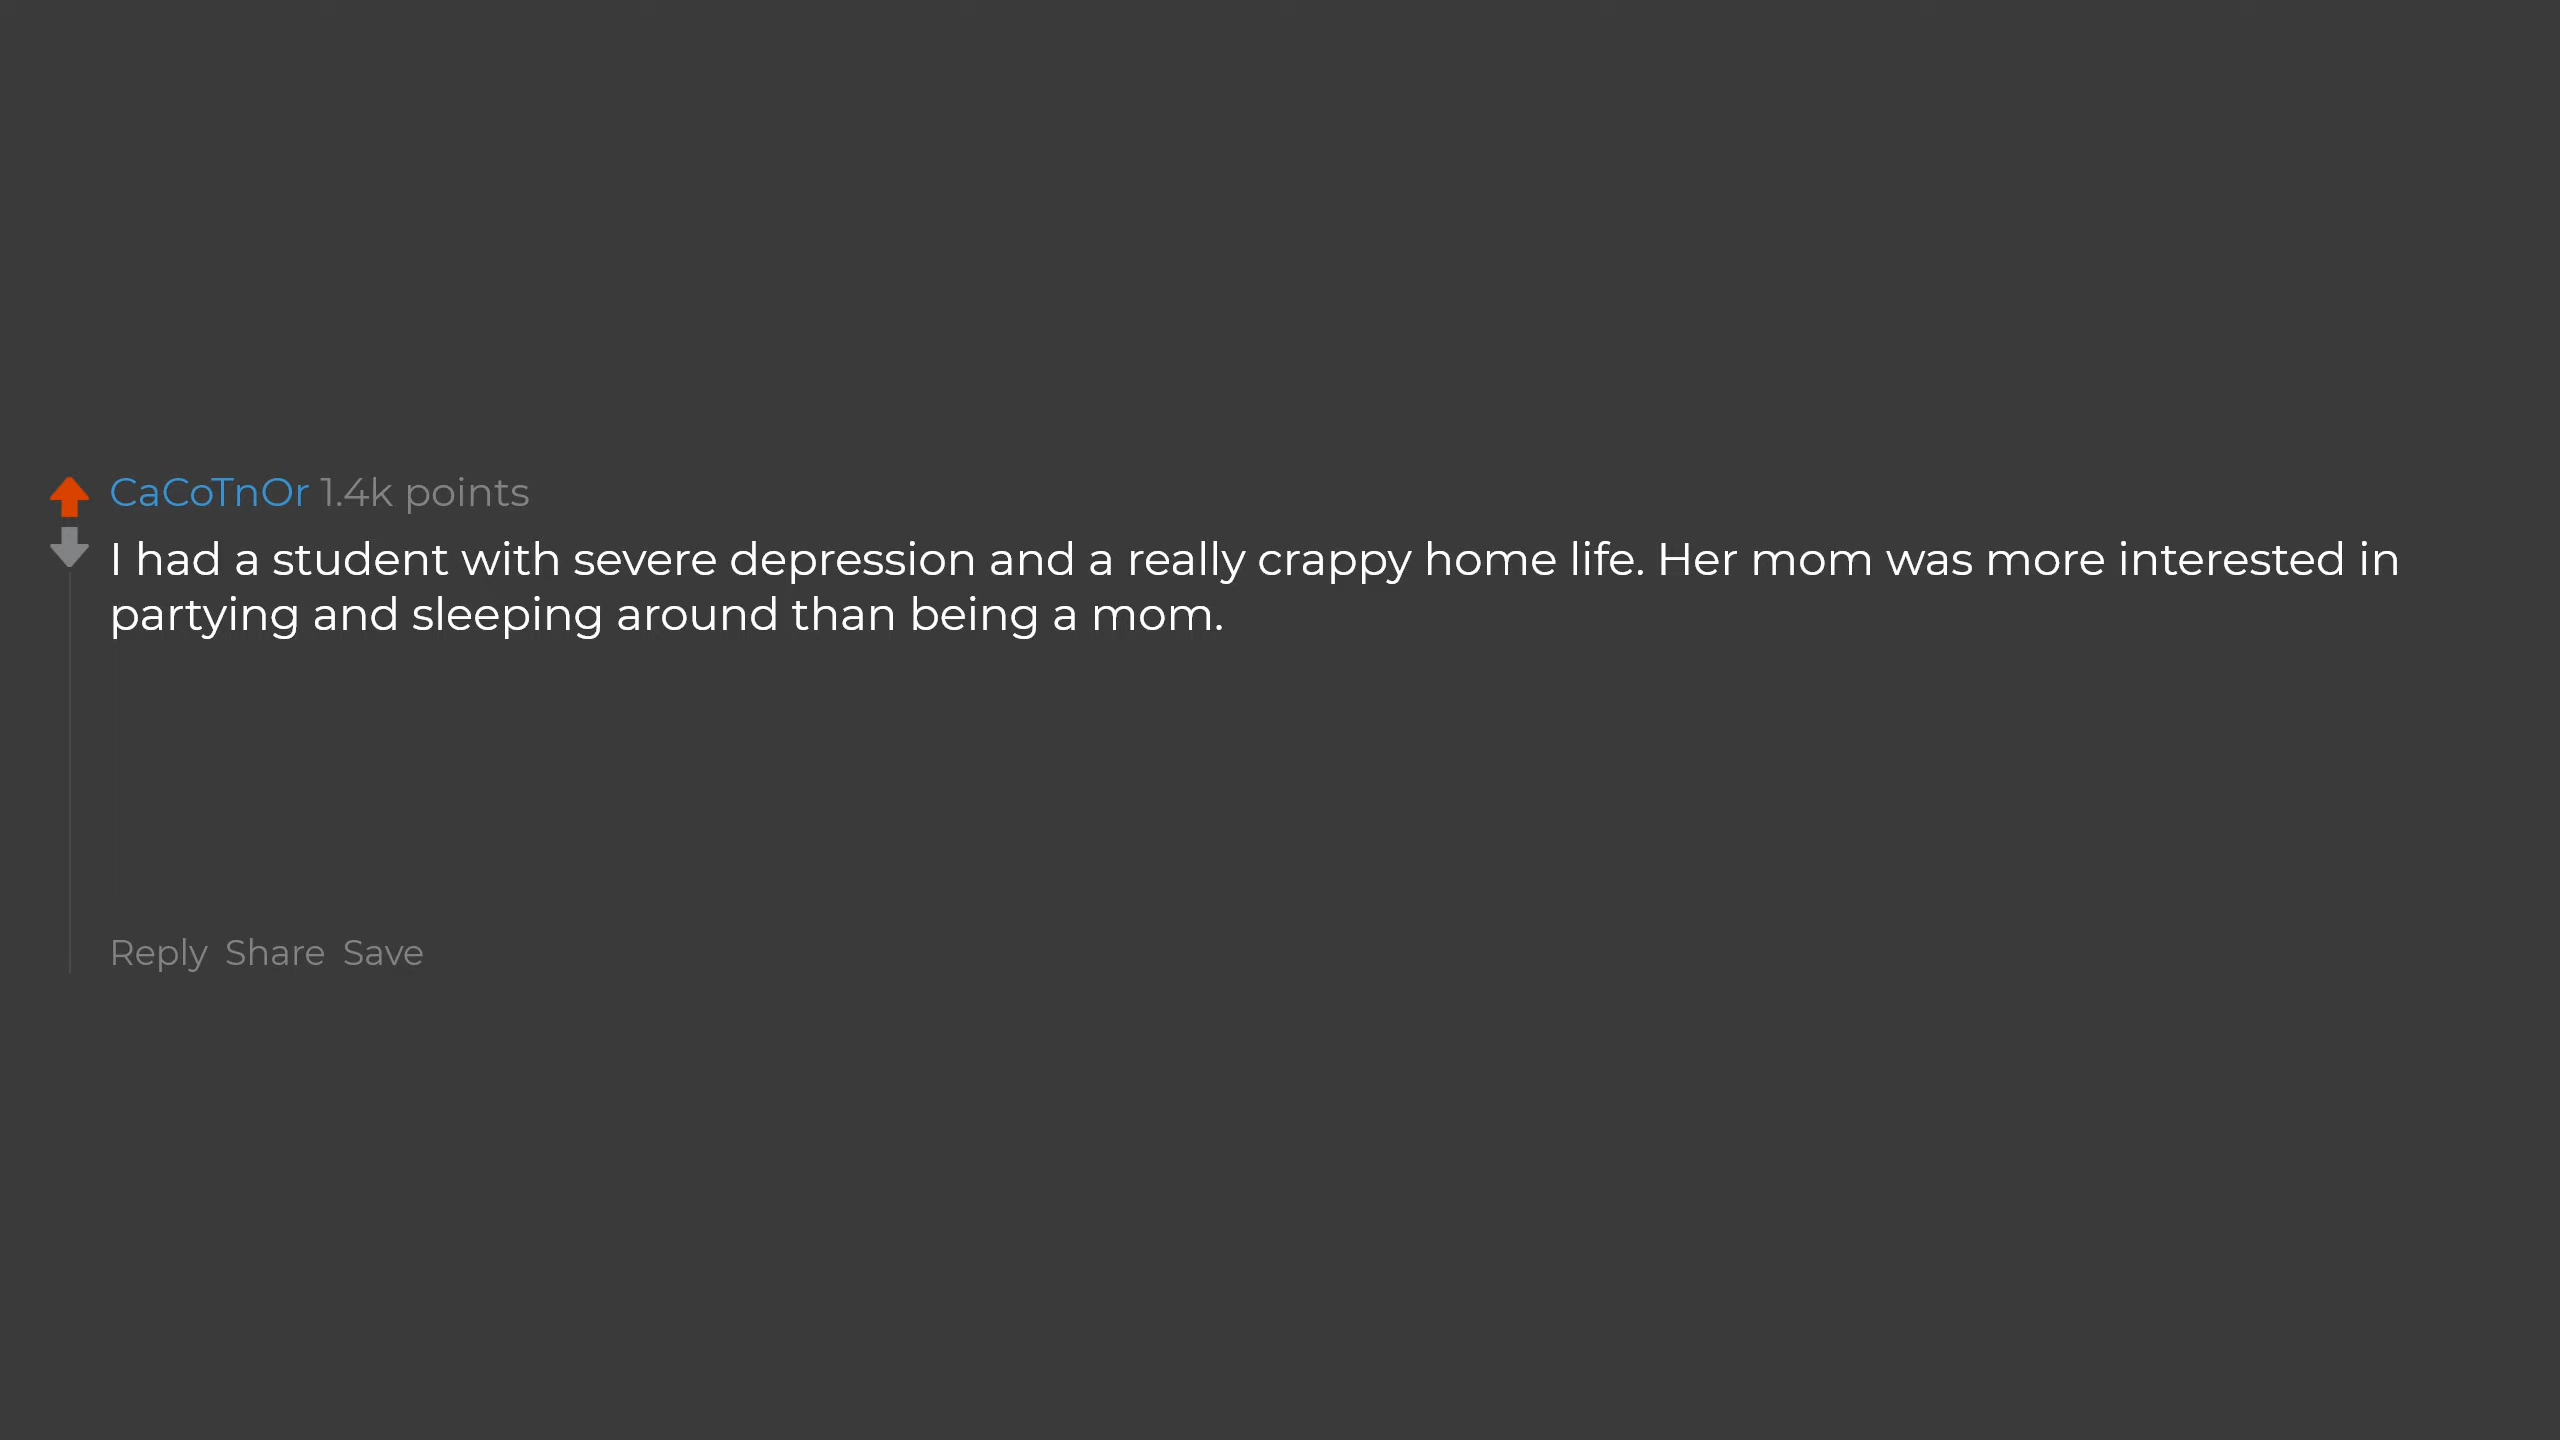 CaCoTnOr 1.4k points
I had a student with severe depression and a really crappy home life. Her mom was more interested in
partying and sleeping around than being a mom.
Reply Share Save